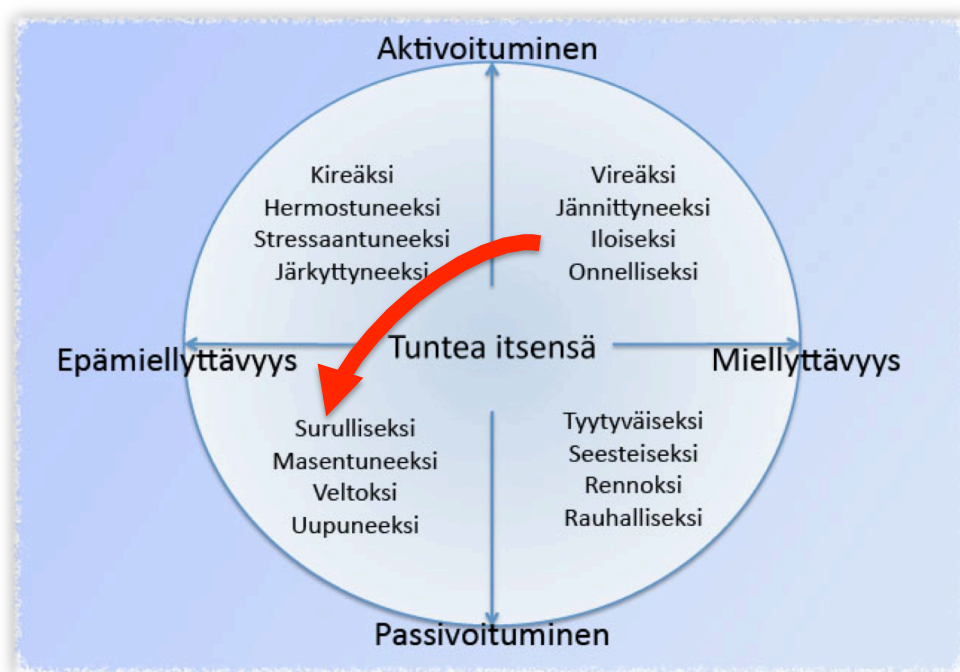 Aktivoituminen
Kireäksi
Hermostuneeksi
Stressaantuneeksi
Järkyttyneeksi
Vireäksi
Jännittyneeksi
Iloiseksi
Onnelliseksi
Epämiellyttävyys
Tuntea itsensä
Miellyttävyys
Surulliseksi
Masentuneeksi
Veltoksi
Uupuneeksi
Tyytyväiseksi
Seesteiseksi
Rennoksi
Rauhalliseksi
Passivoituminen